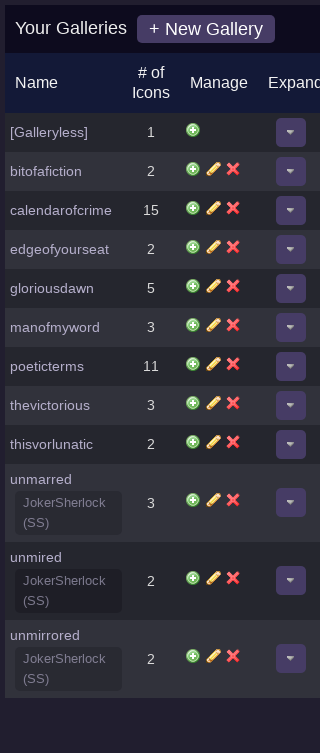 Your Galleries + New Gallery
Name # of Icons Manage Expand
[Galleryless] 1
bitofafiction 2
calendarofcrime 15
edgeofyourseat 2
gloriousdawn 5
manofmyword 3
poeticterms 11
thevictorious 3
thisvorlunatic 2
unmarred
JokerSherlock
(SS)
3
unmired
JokerSherlock
(SS)
2
unmirrored
JokerSherlock
(SS)
2